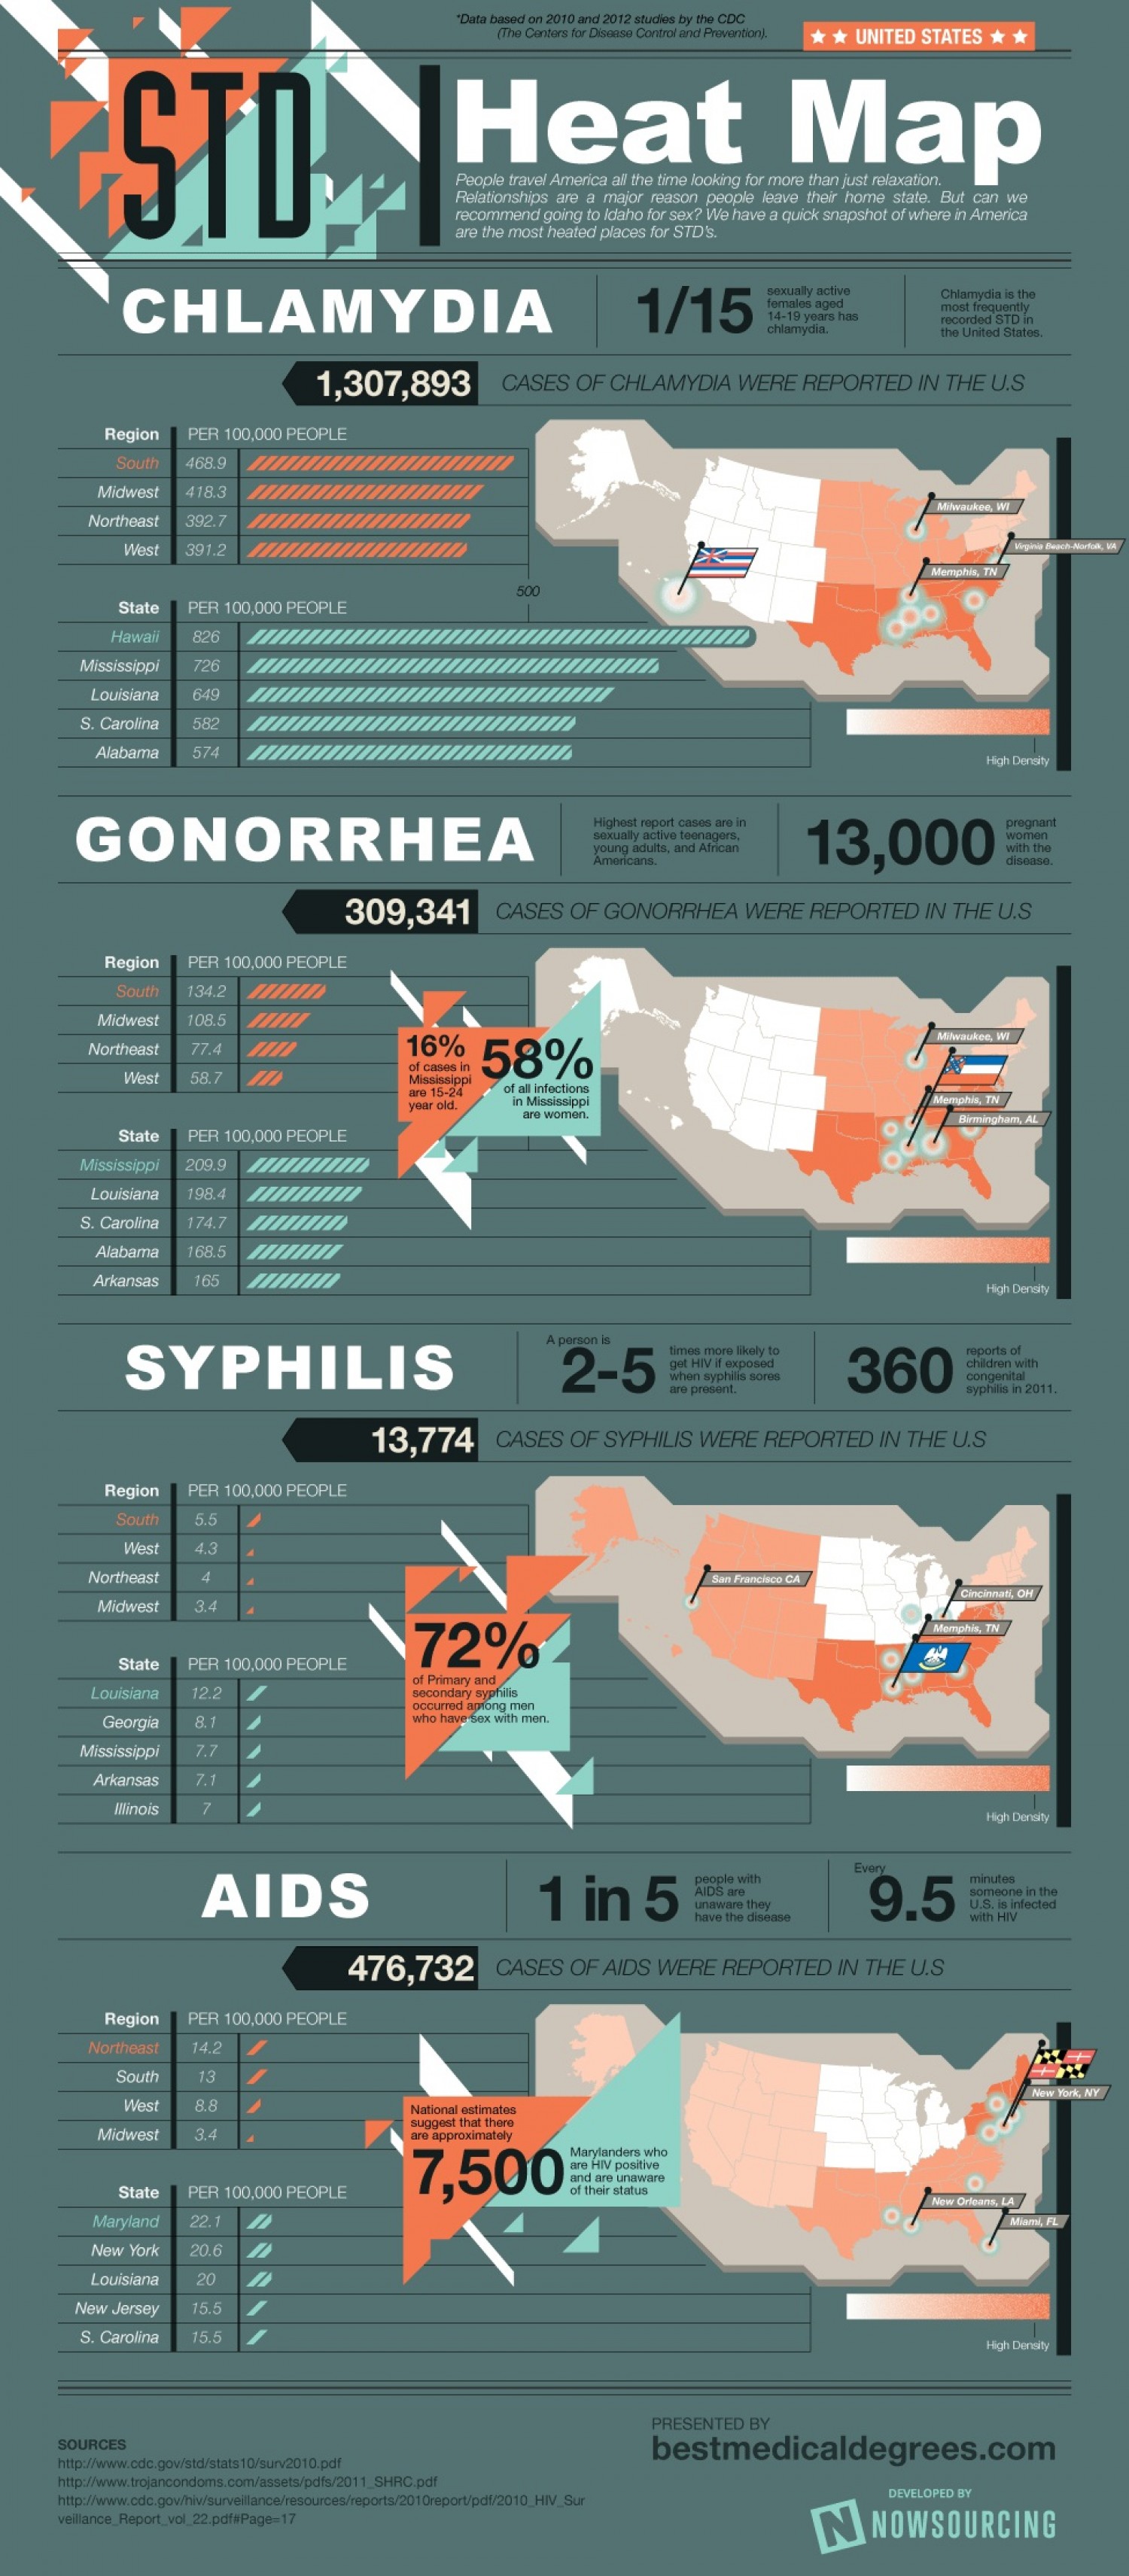 *Data based on 2010 and 2012 studies by the CDC
(The Centers for Disease Control and Prevention).
★ ★ UNITED STATES ★ ★
STD
Heat Map
People travel America all the time looking for more than just relaxation.
Relationships are a major reason people leave their home state. But can we
recommend going to Idaho for sex? We have a quick snapshot of where in America
are the most heated places for STD's.
CHLAMYDIA
1/15
sexually active
females aged
14-19 years has
chlamydia.
Chlamydia is the
most frequently
recorded STD in
the United States.
1,307,893 CASES OF CHLAMYDIA WERE REPORTED IN THE U.S
Region PER 100,000 PEOPLE
South 468.9
Midwest 418.3
Northeast 392.7
West 391.2
500
State PER 100,000 PEOPLE
Hawaii 826
Mississippi 726
Louisiana 649
S. Carolina 582
Alabama 574
Milwaukee, WI
Virginia Beach-Norfolk, VA
Memphis, TN
High Density
GONORRHEA
Highest report cases are in
sexually active teenagers,
young adults, and African
Americans.
13,000
pregnant
women
with the
disease.
309,341 CASES OF GONORRHEA WERE REPORTED IN THE U.S
Region PER 100,000 PEOPLE
South 134.2
Midwest 108.5
Northeast 77.4
West 58.7
State PER 100,000 PEOPLE
Mississippi 209.9
Louisiana 198.4
S. Carolina 174.7
Alabama 168.5
Arkansas 165
16%
of cases in
Mississippi
are 15-24
year old.
58%
of all infections
in Mississippi
are women.
Milwaukee, WI
Memphis, TN
Birmingham, AL
High Density
SYPHILIS
A person is
2-5
times more likely to
get HIV if exposed
when syphilis sores
are present.
360
reports of
children with
congenital
syphilis in 2011.
13,774 CASES OF SYPHILIS WERE REPORTED IN THE U.S
Region PER 100,000 PEOPLE
South 5.5
West 4.3
Northeast 4
Midwest 3.4
State PER 100,000 PEOPLE
Louisiana 12.2
Georgia 8.1
Mississippi 7.7
Arkansas 7.1
Illinois 7
72%
of Primary and
secondary syphilis
occurred among men
who have sex with men.
San Francisco CA
Cincinnati, OH
Memphis, TN
High Density
AIDS
1 in 5
people with
AIDS are
unaware they
have the disease
Every
9.5
minutes
someone in the
U.S. is infected
with HIV
476,732 CASES OF AIDS WERE REPORTED IN THE U.S
Region PER 100,000 PEOPLE
Northeast 14.2
South 13
West 8.8
Midwest 3.4
State PER 100,000 PEOPLE
Maryland 22.1
New York 20.6
Louisiana 20
New Jersey 15.5
S. Carolina 15.5
National estimates
suggest that there
are approximately
7,500
Marylanders who
are HIV positive
and are unaware
of their status
New York, NY
New Orleans, LA
Miami, FL
High Density
SOURCES
http://www.cdc.gov/std/stats10/surv2010.pdf
http://www.trojancondoms.com/assets/pdfs/2011_SHRC.pdf
http://www.cdc.gov/hiv/surveillance/resources/reports/2010report/pdf/2010_HIV_Sur
veillance_Report_vol_22.pdf#Page=17
PRESENTED BY
bestmedicaldegrees.com
DEVELOPED BY
N NOWSOURCING